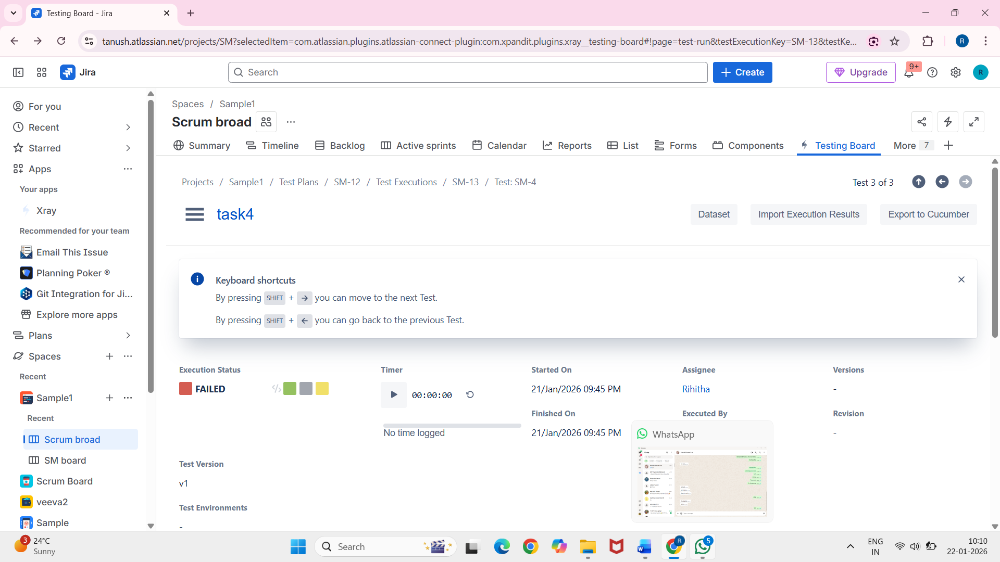 Testing Board - Jira
tanush.atlassian.net/projects/SM?selectedItem=com.atlassian.plugins.atlassian-connect-plugin:com.xpandit.plugins.xray__testing-board#!page=test-run&testExecutionKey=SM-13&testKe...
R
Jira
Search
Create
Upgrade
9+
R
For you
Recent
Starred
Apps
Your apps
Xray
Recommended for your team
Email This Issue
Planning Poker ®
Git Integration for Ji...
Explore more apps
Plans
Spaces
Recent
Sample1
Recent
Scrum broad
SM board
Scrum Board
veeva2
Sample
Spaces / Sample1
Scrum broad
Summary
Timeline
Backlog
Active sprints
Calendar
Reports
List
Forms
Components
Testing Board
More 7
Projects / Sample1 / Test Plans / SM-12 / Test Executions / SM-13 / Test: SM-4
Test 3 of 3
task4
Dataset
Import Execution Results
Export to Cucumber
Keyboard shortcuts
By pressing SHIFT + → you can move to the next Test.
By pressing SHIFT + ← you can go back to the previous Test.
Execution Status
FAILED
Timer
00:00:00
No time logged
Started On
21/Jan/2026 09:45 PM
Finished On
21/Jan/2026 09:45 PM
Assignee
Rihitha
Executed By
Versions
-
Revision
-
WhatsApp
Test Version
v1
Test Environments
-
3
24°C
Sunny
Search
R
5
ENG
IN
10:10
22-01-2026